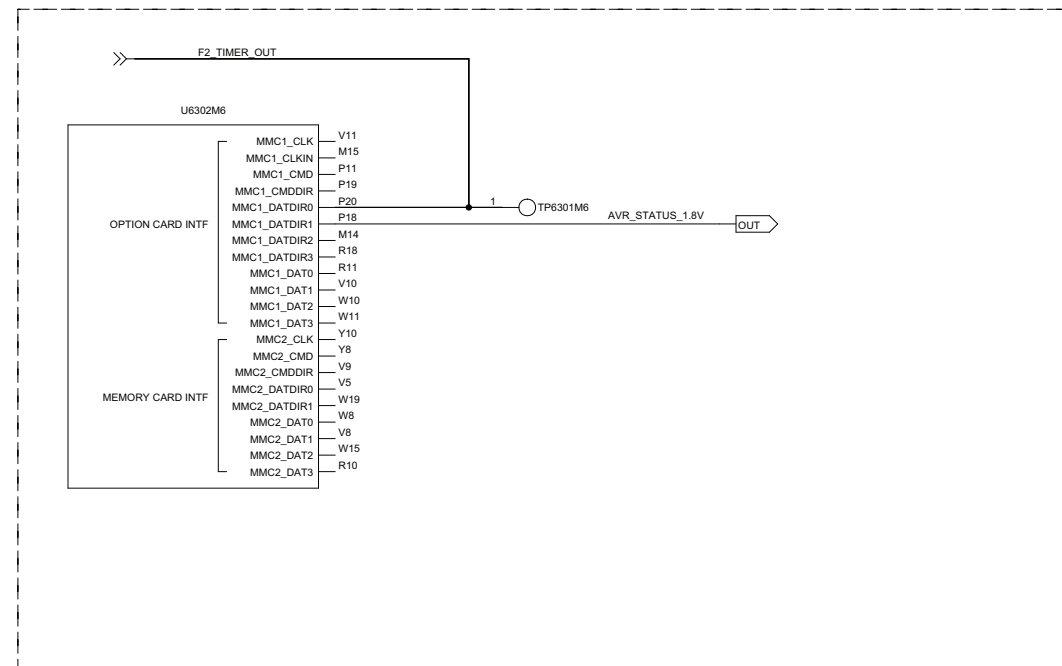 F2_TIMER_OUT
U6302M6
MMC1_CLK V11
MMC1_CLKIN M15
MMC1_CMD P11
MMC1_CMDDIR P19
MMC1_DATDIR0 P20 1 TP6301M6
OPTION CARD INTF MMC1_DATDIR1 P18 AVR_STATUS_1.8V OUT
MMC1_DATDIR2 M14
MMC1_DATDIR3 R18
MMC1_DAT0 R11
MMC1_DAT1 V10
MMC1_DAT2 W10
MMC1_DAT3 W11
MMC2_CLK Y10
MMC2_CMD Y8
MMC2_CMDDIR V9
MEMORY CARD INTF MMC2_DATDIR0 V5
MMC2_DATDIR1 W19
MMC2_DAT0 W8
MMC2_DAT1 V8
MMC2_DAT2 W15
MMC2_DAT3 R10